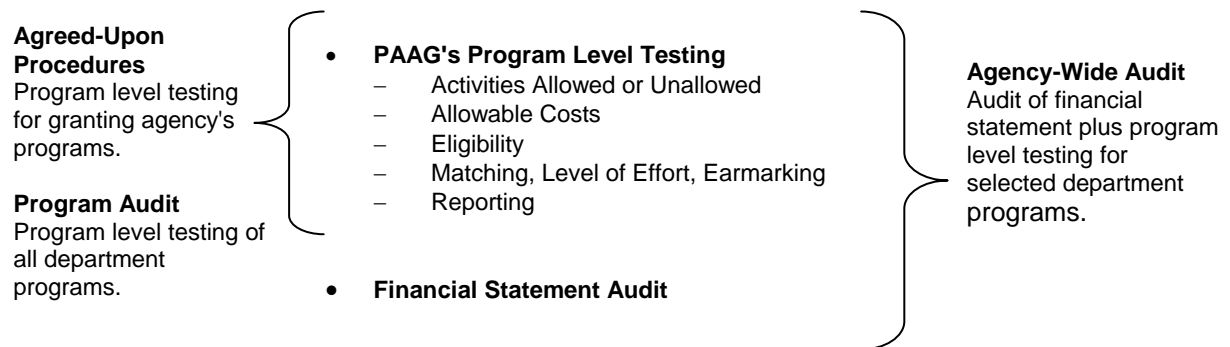 Agreed-Upon
Procedures
Program level testing
for granting agency's
programs.
Program Audit
Program level testing of
all department
programs.
• PAAG's Program Level Testing
– Activities Allowed or Unallowed
– Allowable Costs
– Eligibility
– Matching, Level of Effort, Earmarking
– Reporting
• Financial Statement Audit
Agency-Wide Audit
Audit of financial
statement plus program
level testing for
selected department
programs.